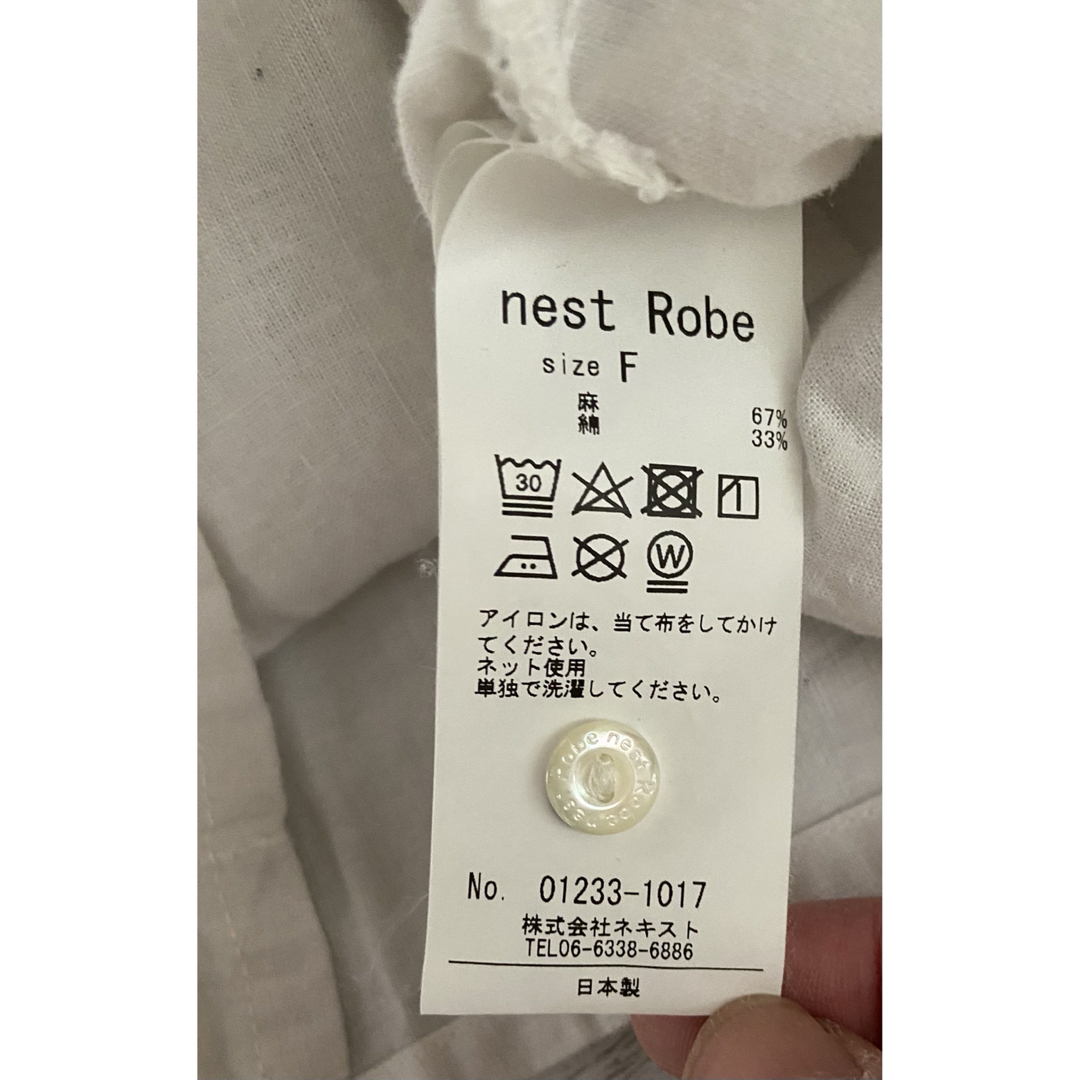 nest Robe
size F
麻 67%
綿 33%
30
W
アイロンは、当て布をしてかけ
てください。
ネット使用
単独で洗濯してください。
nest Robe
No. 01233-1017
株式会社ネキスト
TEL06-6338-6886
日本製